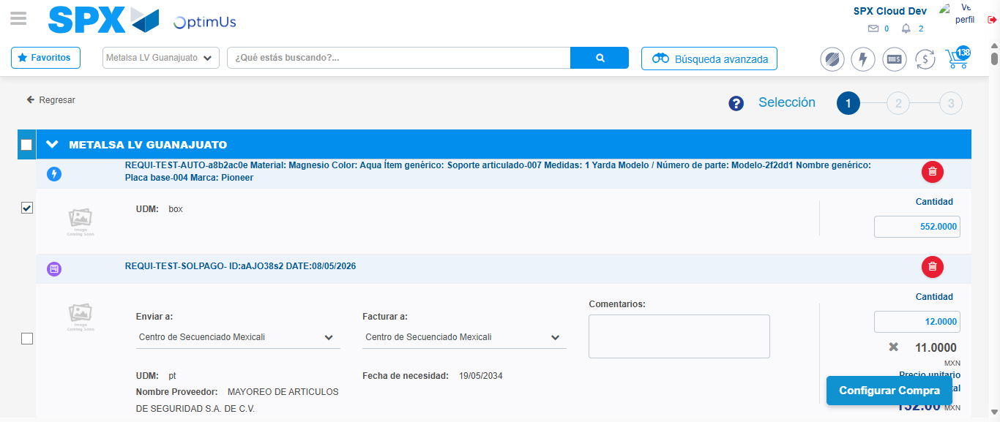 SPX OptimUs
SPX Cloud Dev
Ve
perfil
0 2
Favoritos
Metalsa LV Guanajuato
¿Qué estás buscando?...
Búsqueda avanzada
138
Regresar
? Selección 1 2 3
METALSA LV GUANAJUATO
REQUI-TEST-AUTO-a8b2ac0e Material: Magnesio Color: Aqua Ítem genérico: Soporte articulado-007 Medidas: 1 Yarda Modelo / Número de parte: Modelo-2f2dd1 Nombre genérico:
Placa base-004 Marca: Pioneer
Cantidad
UDM: box
Image
Coming Soon
552.0000
REQUI-TEST-SOLPAGO- ID:aAJO38s2 DATE:08/05/2026
Cantidad
Image
Coming Soon
Enviar a:
Centro de Secuenciado Mexicali
Facturar a:
Centro de Secuenciado Mexicali
Comentarios:
12.0000
11.0000
MXN
Precio unitario
UDM: pt
Fecha de necesidad: 19/05/2034
Nombre Proveedor: MAYOREO DE ARTICULOS
DE SEGURIDAD S.A. DE C.V.
Configurar Compra
132.00 MXN